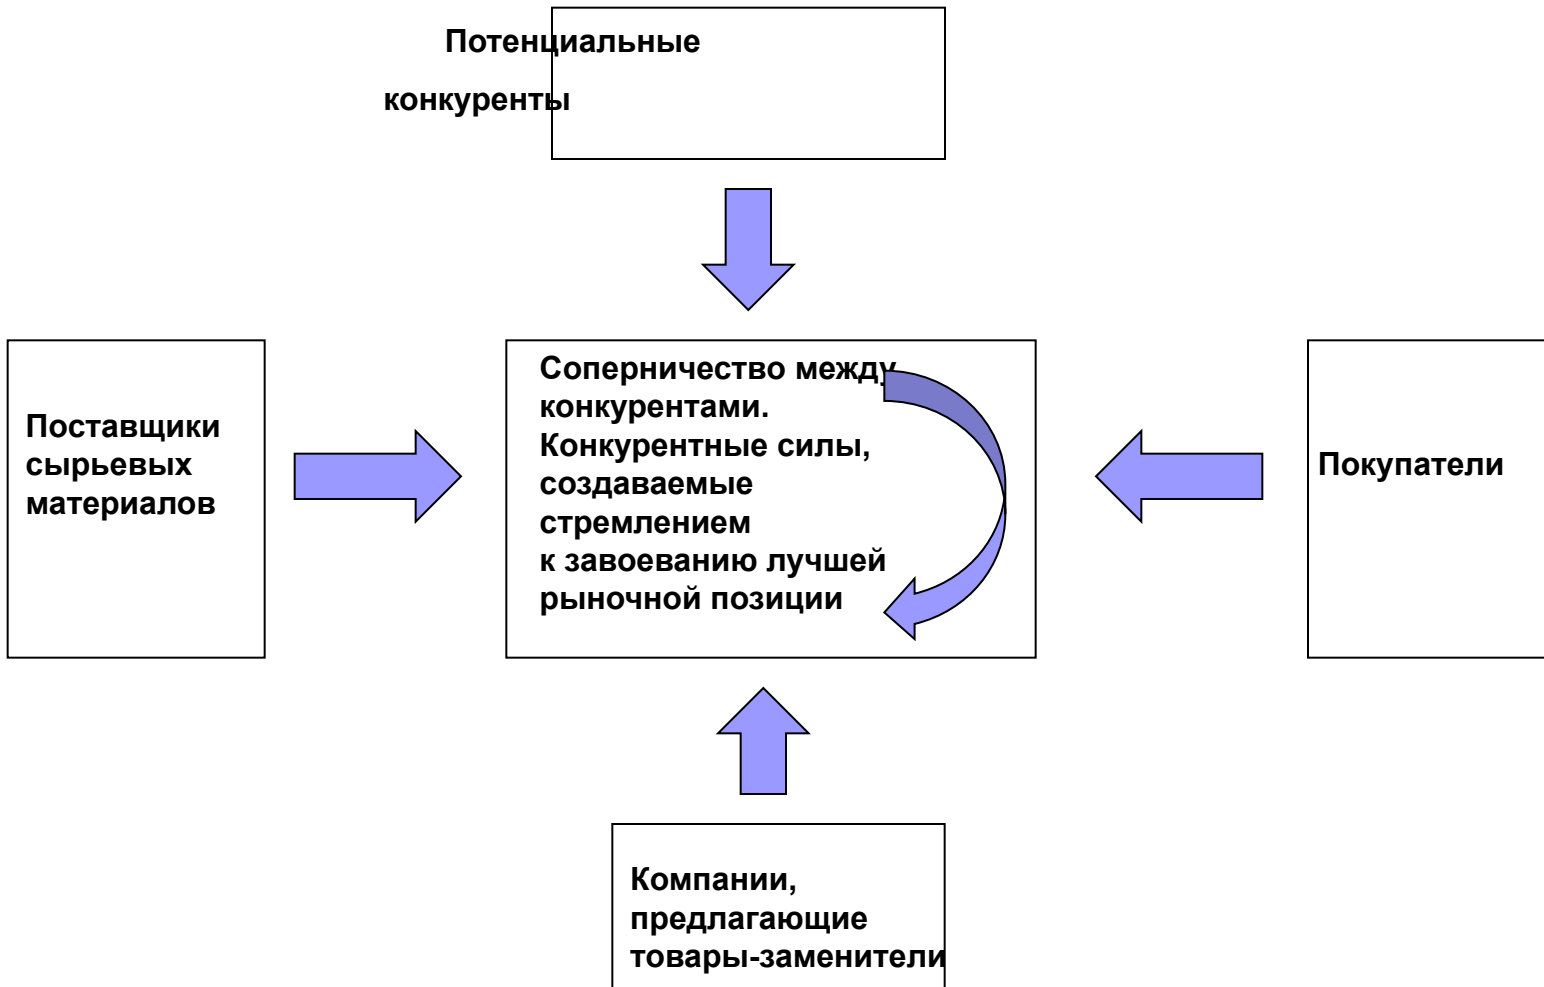 Потенциальные
конкуренты
Соперничество между
конкурентами.
Конкурентные силы,
создаваемые
стремлением
к завоеванию лучшей
рыночной позиции
Поставщики
сырьевых
материалов
Покупатели
Компании,
предлагающие
товары-заменители